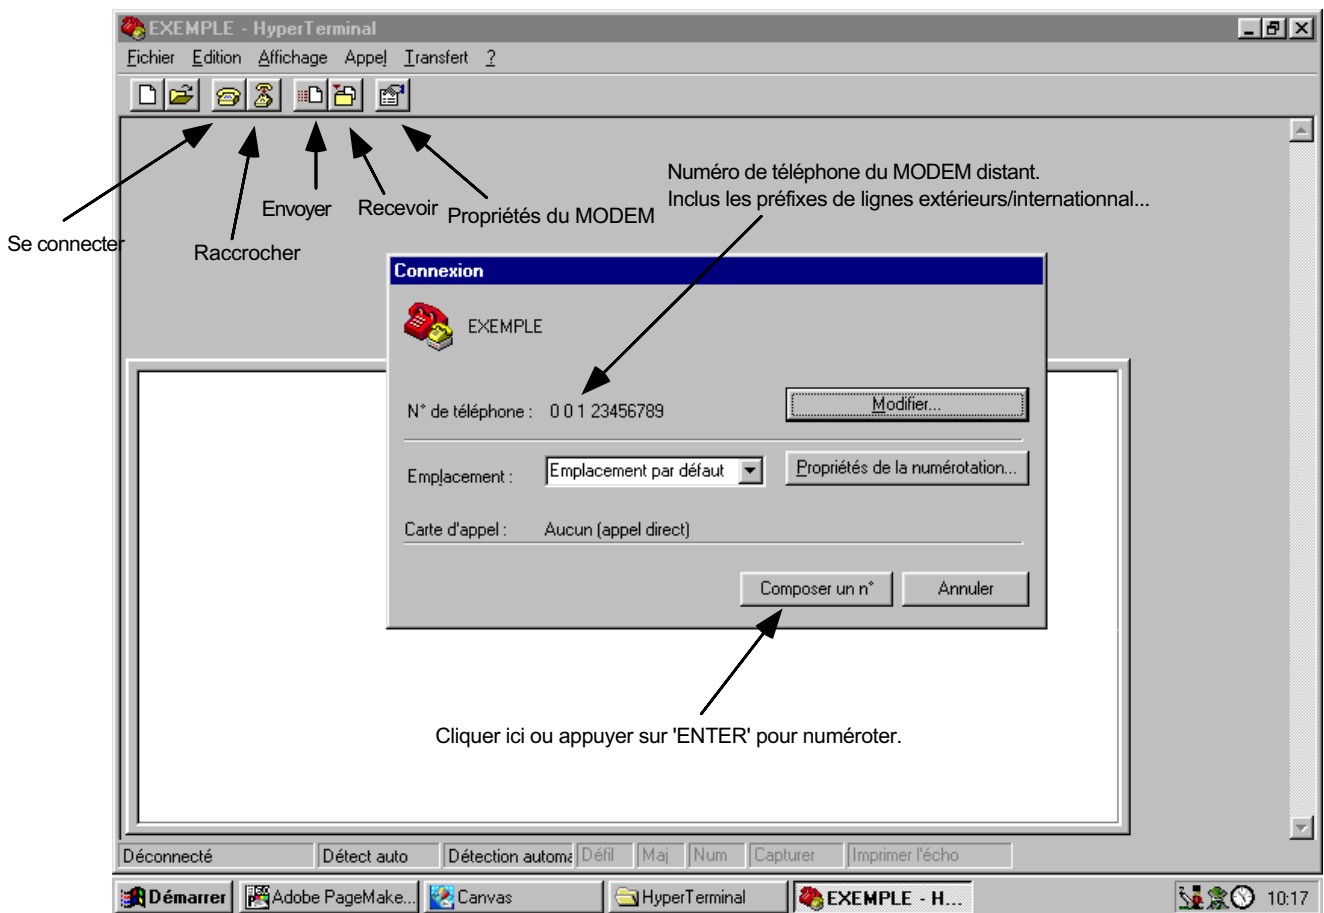 EXEMPLE - HyperTerminal
Fichier Edition Affichage Appel Transfert ?
Numéro de téléphone du MODEM distant.
Inclus les préfixes de lignes extérieurs/internationnal...
Envoyer
Recevoir
Propriétés du MODEM
Se connecter
Raccrocher
Connexion
EXEMPLE
N° de téléphone : 0 0 1 23456789
Modifier...
Emplacement : Emplacement par défaut
Propriétés de la numérotation...
Carte d'appel : Aucun (appel direct)
Composer un n° Annuler
Cliquer ici ou appuyer sur 'ENTER' pour numéroter.
Déconnecté Détect auto Détection automa Défil Maj Num Capturer Imprimer l'écho
Démarrer Adobe PageMake... Canvas HyperTerminal EXEMPLE - H... 10:17